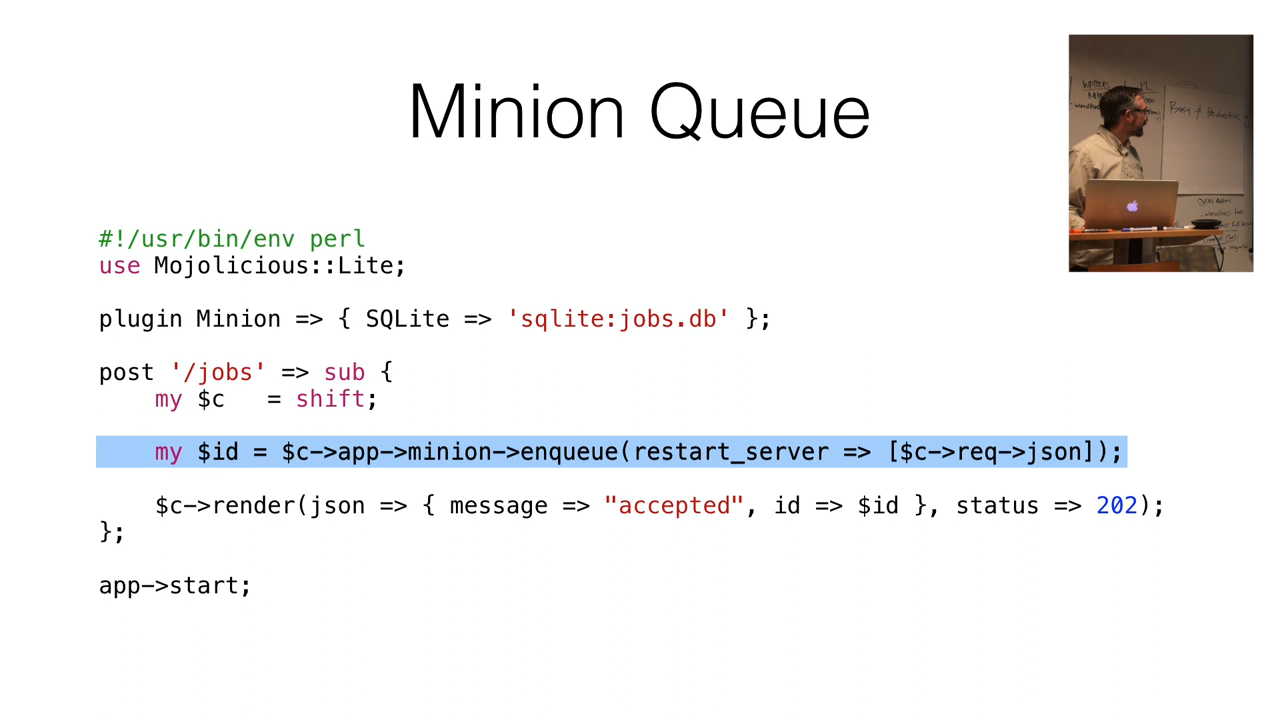 Minion Queue
#!/usr/bin/env perl
use Mojolicious::Lite;
plugin Minion => { SQLite => 'sqlite:jobs.db' };
post '/jobs' => sub {
    my $c   = shift;
    my $id = $c->app->minion->enqueue(restart_server => [$c->req->json]);
    $c->render(json => { message => "accepted", id => $id }, status => 202);
};
app->start;
Busy ≠